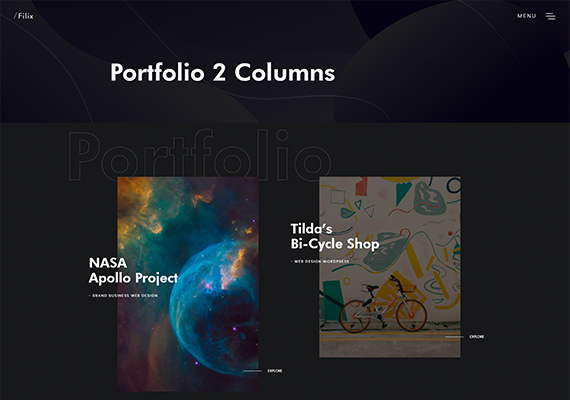 /Filix
MENU
Portfolio 2 Columns
Portfolio
NASA
Apollo Project
- BRAND BUSINESS WEB DESIGN
EXPLORE
Tilda's
Bi-Cycle Shop
- WEB DESIGN WORDPRESS
EXPLORE